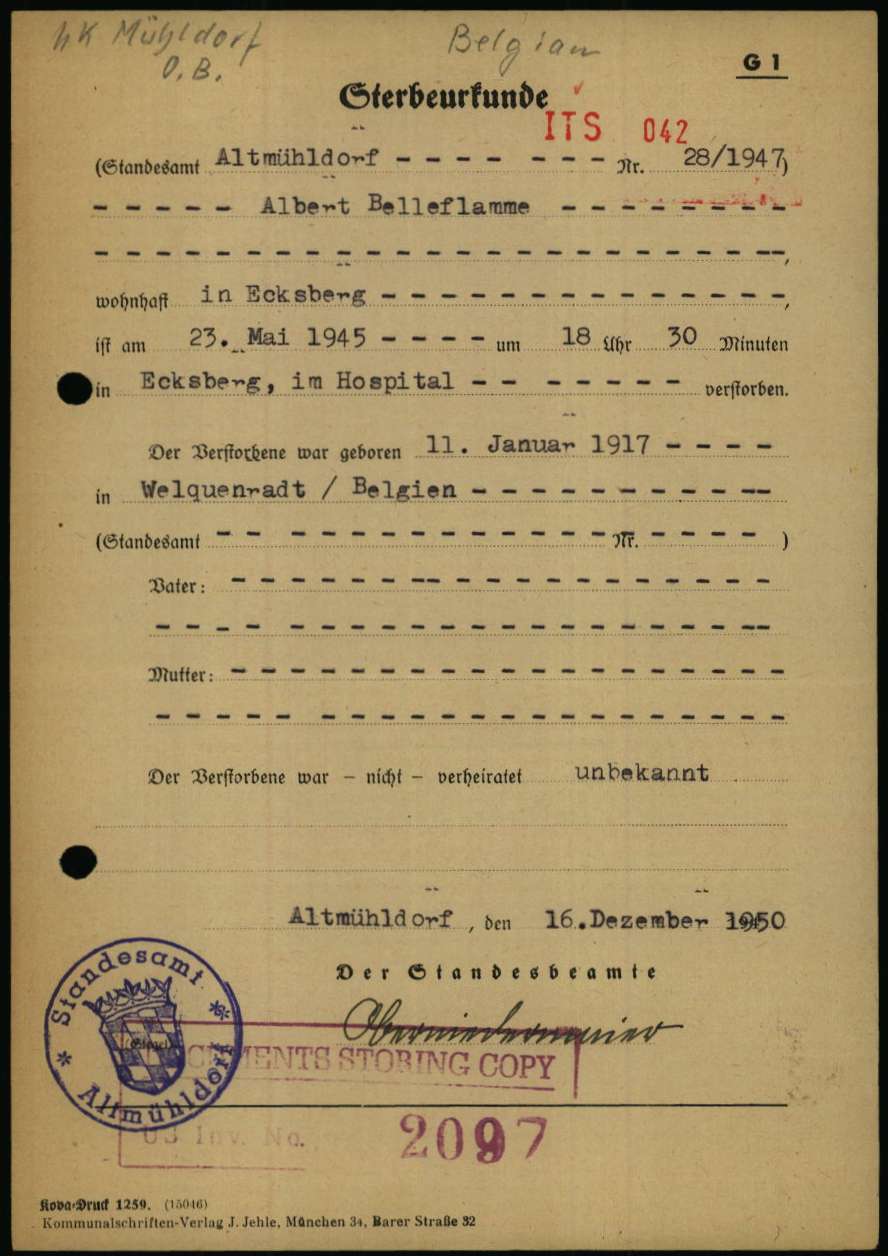 LK Mühldorf
O.B.
Belgian
G 1
Sterbeurkunde
ITS 042
(Standesamt Altmühldorf - - - - - - - Nr. 28/1947)
- - - - - Albert Belleflamme - - - - - - - -
- - - - - - - - - - - - - - - - - - - - - - - ,
wohnhaft in Ecksberg - - - - - - - - - - - - - - ,
ist am 23. Mai 1945 - - - - um 18 Uhr 30 Minuten
in Ecksberg, im Hospital - - - - - - - verstorben.
Der Verstorbene war geboren 11. Januar 1917 - - - -
in Welquenradt / Belgien - - - - - - - - - - -
(Standesamt - - - - - - - - - - - - - Nr. - - - - )
Vater: - - - - - - - - - - - - - - - - - -
- - - - - - - - - - - - - - - - - - - - -
Mutter: - - - - - - - - - - - - - - - - - - -
- - - - - - - - - - - - - - - - - - - - -
Der Verstorbene war - nicht - verheiratet unbekannt
Altmühldorf, den 16.Dezember 1950
Der Standesbeamte
Oberniedermaier
Standesamt
(Siegel)
* Altmühldorf *
DOCUMENTS STORING COPY
US Inv. No. 2097
Kova-Druck 1259. (15046)
Kommunalschriften-Verlag J. Jehle, München 34, Barer Straße 32